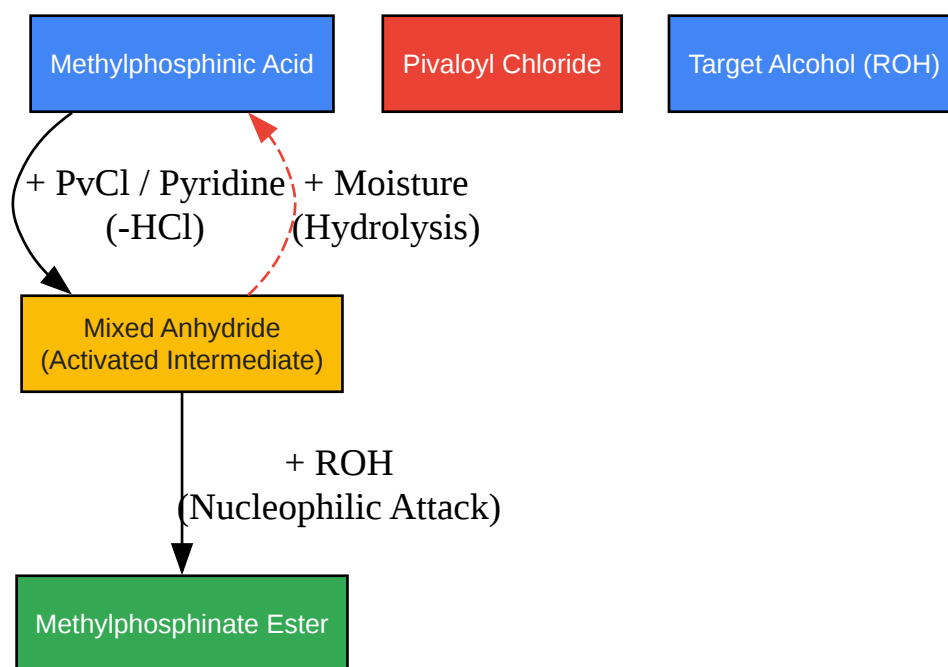 Methylphosphinic Acid
Pivaloyl Chloride
Target Alcohol (ROH)
+ PvCl / Pyridine
(-HCl)
+ Moisture
(Hydrolysis)
Mixed Anhydride
(Activated Intermediate)
+ ROH
(Nucleophilic Attack)
Methylphosphinate Ester